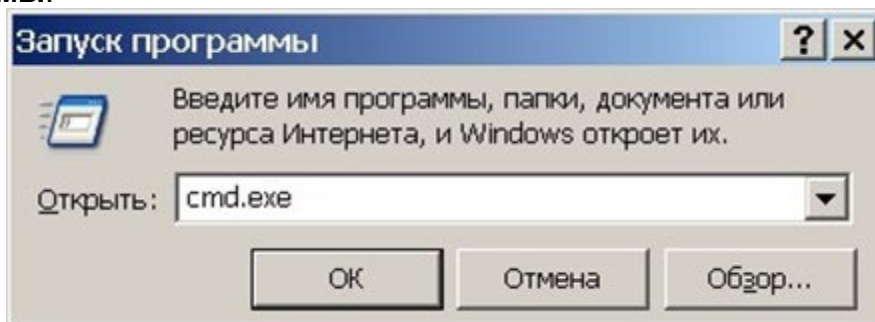 Запуск программы
Введите имя программы, папки, документа или
ресурса Интернета, и Windows откроет их.
Открыть: cmd.exe
ОК Отмена Обзор...